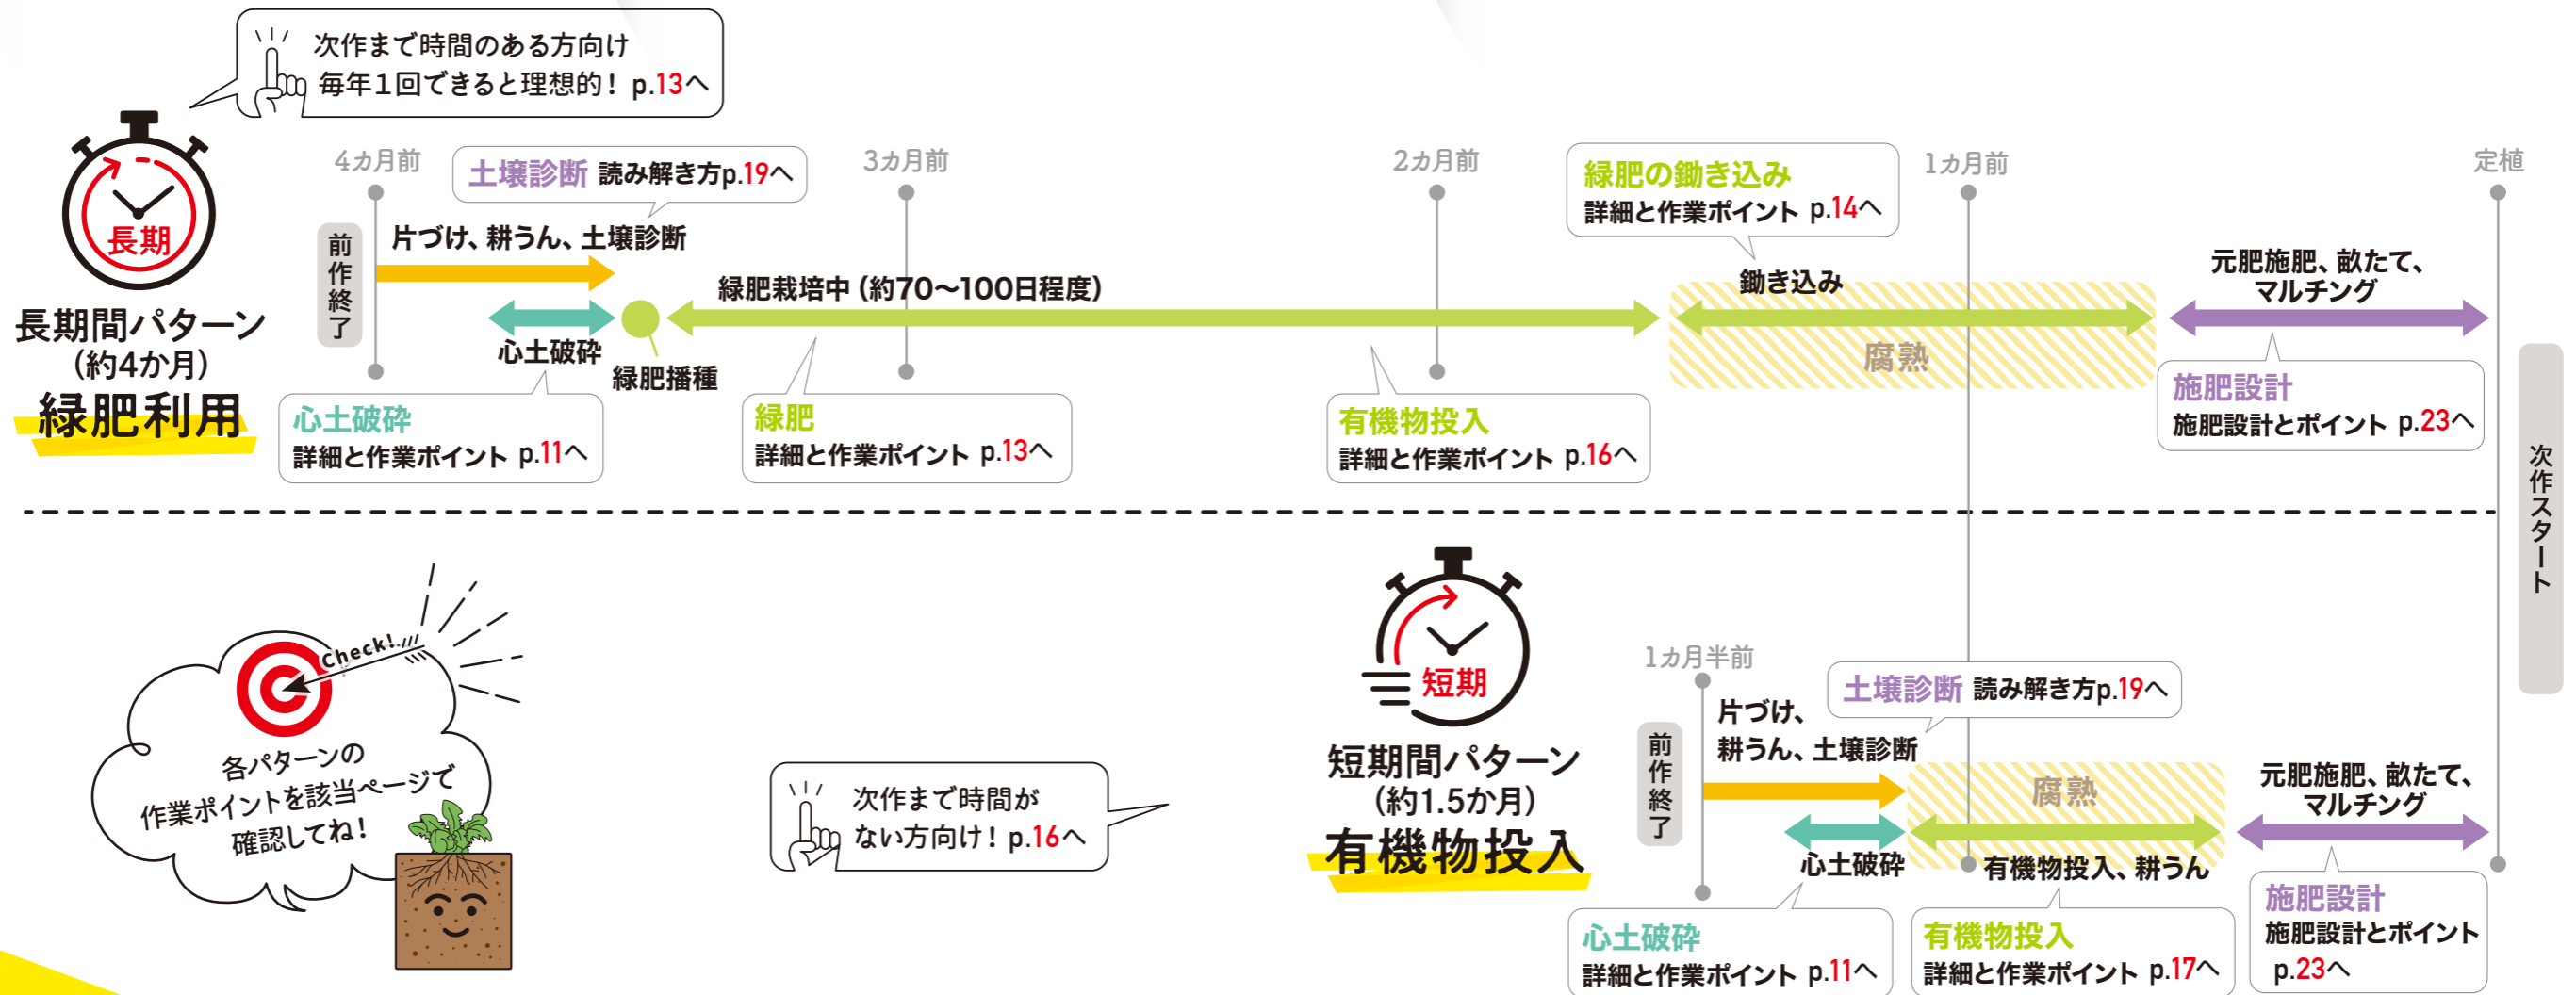 次作まで時間のある方向け
毎年1回できると理想的! p.13へ
長期
長期間パターン
(約4か月)
緑肥利用
4カ月前
3カ月前
2カ月前
1カ月前
定植
前作終了
土壌診断 読み解き方p.19へ
片づけ、耕うん、土壌診断
心土破砕
緑肥播種
緑肥栽培中(約70〜100日程度)
緑肥の鋤き込み
詳細と作業ポイント p.14へ
鋤き込み
腐熟
元肥施肥、畝たて、
マルチング
心土破砕
詳細と作業ポイント p.11へ
緑肥
詳細と作業ポイント p.13へ
有機物投入
詳細と作業ポイント p.16へ
施肥設計
施肥設計とポイント p.23へ
次作スタート
Check!
各パターンの
作業ポイントを該当ページで
確認してね!
次作まで時間が
ない方向け! p.16へ
短期
短期間パターン
(約1.5か月)
有機物投入
1カ月半前
前作終了
土壌診断 読み解き方p.19へ
片づけ、
耕うん、土壌診断
心土破砕
腐熟
有機物投入、耕うん
元肥施肥、畝たて、
マルチング
心土破砕
詳細と作業ポイント p.11へ
有機物投入
詳細と作業ポイント p.17へ
施肥設計
施肥設計とポイント
p.23へ